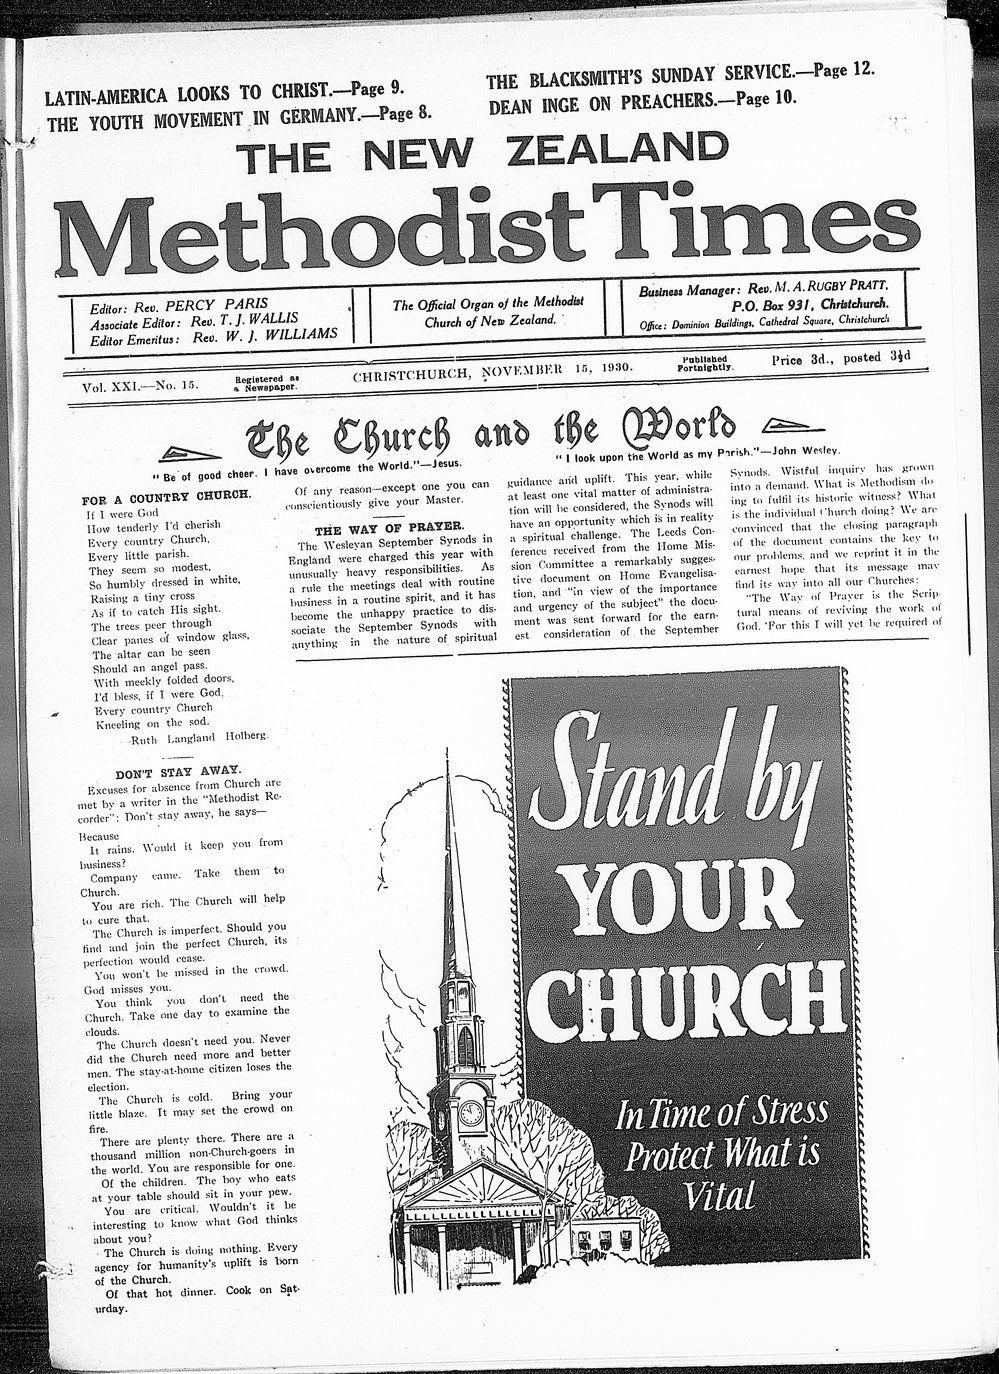 LATIN-AMERICA LOOKS TO CHRIST.—Page 9.
THE YOUTH MOVEMENT IN GERMANY.—Page 8.
THE BLACKSMITH'S SUNDAY SERVICE.—Page 12.
DEAN INGE ON PREACHERS.—Page 10.
THE NEW ZEALAND
Methodist Times
Editor: Rev. PERCY PARIS
Associate Editor: Rev. T. J. WALLIS
Editor Emeritus: Rev. W. J. WILLIAMS
The Official Organ of the Methodist
Church of New Zealand.
Business Manager: Rev. M. A. RUGBY PRATT,
P.O. Box 931, Christchurch.
Office: Dominion Buildings, Cathedral Square, Christchurch
Vol. XXI.—No. 15.
Registered as
a Newspaper.
CHRISTCHURCH, NOVEMBER 15, 1930.
Published
Fortnightly.
Price 3d., posted 3½d
The Church and the World
"Be of good cheer. I have overcome the World."—Jesus.
"I look upon the World as my Parish."—John Wesley.
FOR A COUNTRY CHURCH.
If I were God
How tenderly I'd cherish
Every country Church,
Every little parish.
They seem so modest,
So humbly dressed in white,
Raising a tiny cross
As if to catch His sight.
The trees peer through
Clear panes of window glass,
The altar can be seen
Should an angel pass.
With meekly folded doors,
I'd bless, if I were God,
Every country Church
Kneeling on the sod.
-Ruth Langland Holberg.
DON'T STAY AWAY.
Excuses for absence from Church are
met by a writer in the "Methodist Re-
corder": Don't stay away, he says—
Because
It rains. Would it keep you from
business?
Company came. Take them to
Church.
You are rich. The Church will help
to cure that.
The Church is imperfect. Should you
find and join the perfect Church, its
perfection would cease.
You won't be missed in the crowd.
God misses you.
You think you don't need the
Church. Take one day to examine the
clouds.
The Church doesn't need you. Never
did the Church need more and better
men. The stay-at-home citizen loses the
election.
The Church is cold. Bring your
little blaze. It may set the crowd on
fire.
There are plenty there. There are a
thousand million non-Church-goers in
the world. You are responsible for one.
Of the children. The boy who eats
at your table should sit in your pew.
You are critical. Wouldn't it be
interesting to know what God thinks
about you?
The Church is doing nothing. Every
agency for humanity's uplift is born
of the Church.
Of that hot dinner. Cook on Sat-
urday.
Of any reason—except one you can
conscientiously give your Master.
THE WAY OF PRAYER.
The Wesleyan September Synods in
England were charged this year with
unusually heavy responsibilities. As
a rule the meetings deal with routine
business in a routine spirit, and it has
become the unhappy practice to dis-
sociate the September Synods with
anything in the nature of spiritual
guidance and uplift. This year, while
at least one vital matter of administra-
tion will be considered, the Synods will
have an opportunity which is in reality
a spiritual challenge. The Leeds Con-
ference received from the Home Mis-
sion Committee a remarkably sugges-
tive document on Home Evangelisa-
tion, and "in view of the importance
and urgency of the subject" the docu-
ment was sent forward for the earn-
est consideration of the September
Synods. Wistful inquiry has grown
into a demand. What is Methodism do-
ing to fulfil its historic witness? What
is the individual Church doing? We are
convinced that the closing paragraph
of the document contains the key to
our problems, and we reprint it in the
earnest hope that its message may
find its way into all our Churches:
"The Way of Prayer is the Scrip-
tural means of reviving the work of
God. 'For this I will yet be required of
Stand by
YOUR
CHURCH
In Time of Stress
Protect What is
Vital